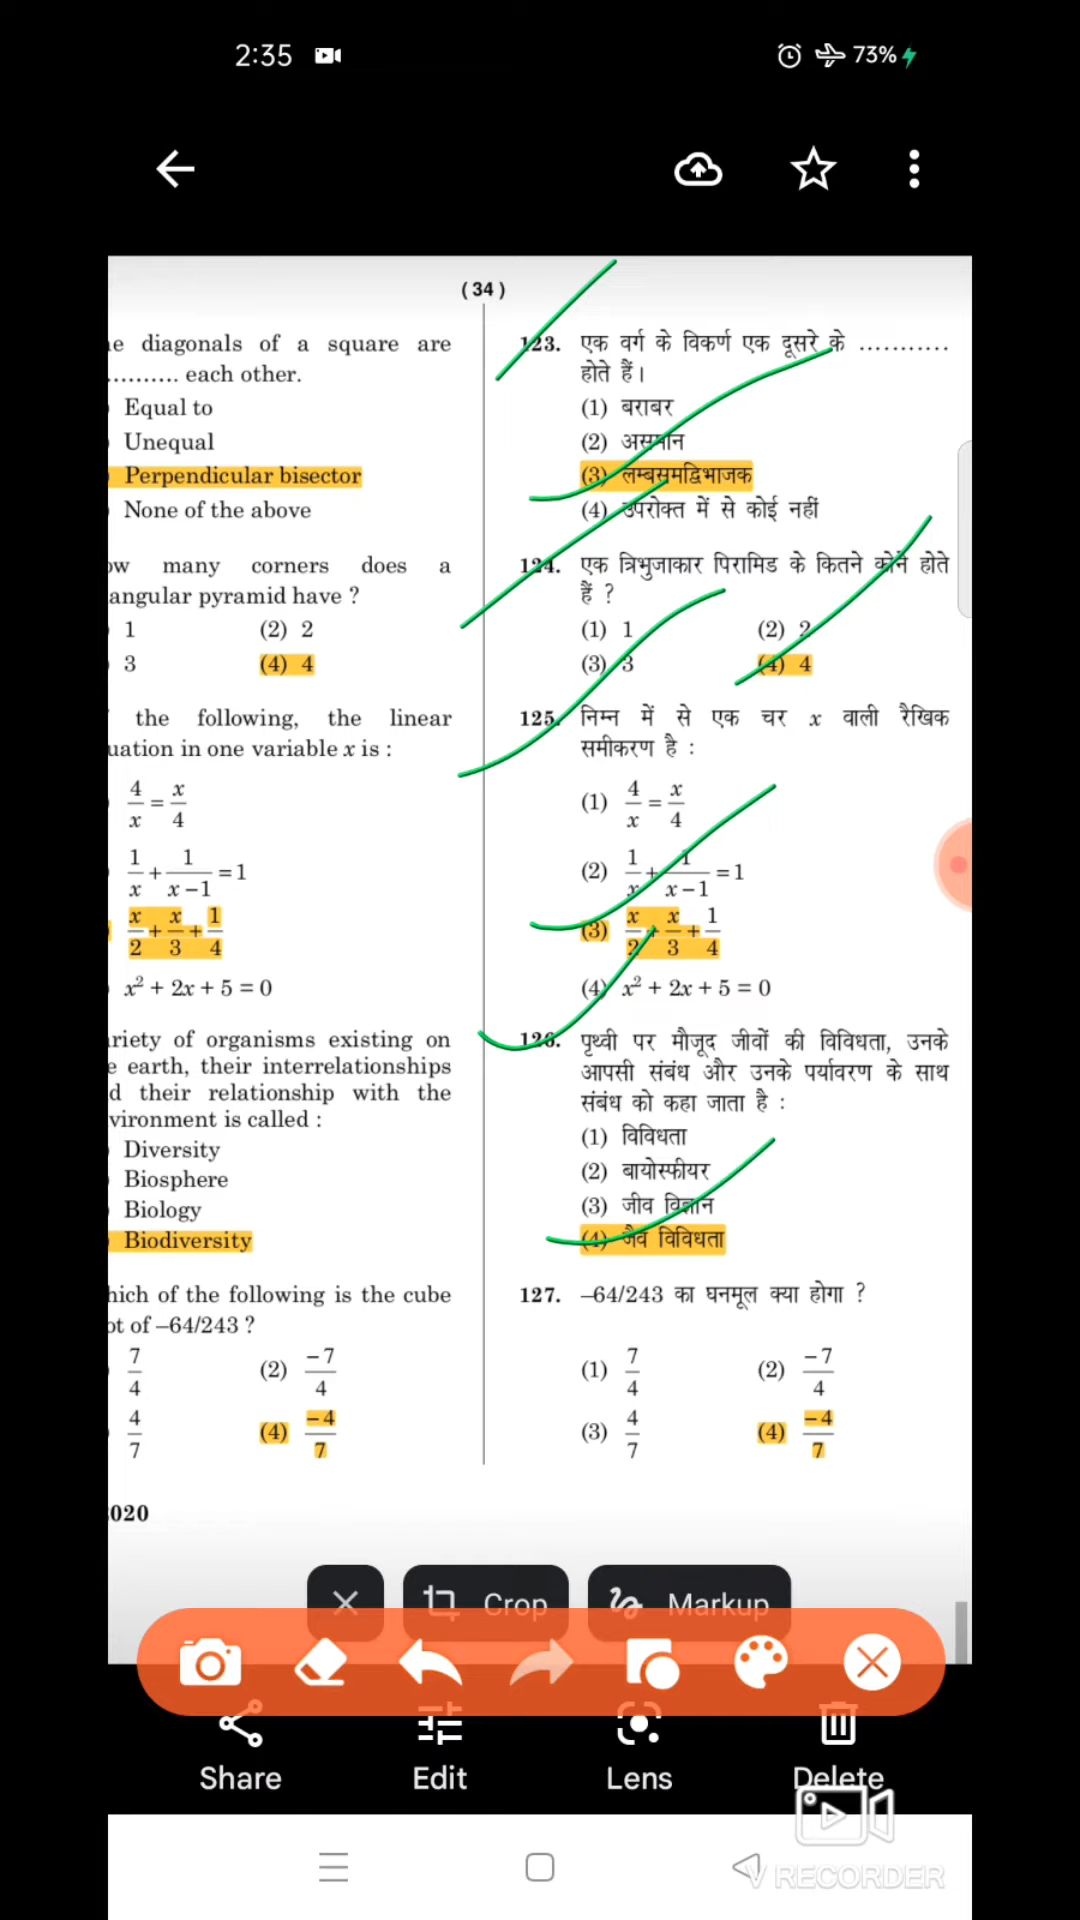 2:35
73%
(34)
e diagonals of a square are
........... each other.
Equal to
Unequal
Perpendicular bisector
None of the above
ow many corners does a
angular pyramid have ?
1 (2) 2
3 (4) 4
the following, the linear
uation in one variable x is :
4/x = x/4
1/x + 1/(x−1) = 1
x/2 + x/3 + 1/4
x² + 2x + 5 = 0
riety of organisms existing on
e earth, their interrelationships
d their relationship with the
vironment is called :
Diversity
Biosphere
Biology
Biodiversity
hich of the following is the cube
ot of –64/243 ?
7/4 (2) −7/4
4/7 (4) −4/7
020
123. एक वर्ग के विकर्ण एक दूसरे के ...........
होते हैं।
(1) बराबर
(2) असमान
(3) लम्बसमद्विभाजक
(4) उपरोक्त में से कोई नहीं
124. एक त्रिभुजाकार पिरामिड के कितने कोने होते
हैं ?
(1) 1 (2) 2
(3) 3 (4) 4
125. निम्न में से एक चर x वाली रैखिक
समीकरण है :
(1) 4/x = x/4
(2) 1/x + 1/(x−1) = 1
(3) x/2 + x/3 + 1/4
(4) x² + 2x + 5 = 0
126. पृथ्वी पर मौजूद जीवों की विविधता, उनके
आपसी संबंध और उनके पर्यावरण के साथ
संबंध को कहा जाता है :
(1) विविधता
(2) बायोस्फीयर
(3) जीव विज्ञान
(4) जैव विविधता
127. –64/243 का घनमूल क्या होगा ?
(1) 7/4 (2) −7/4
(3) 4/7 (4) −4/7
Crop Markup
Share Edit Lens Delete
V RECORDER